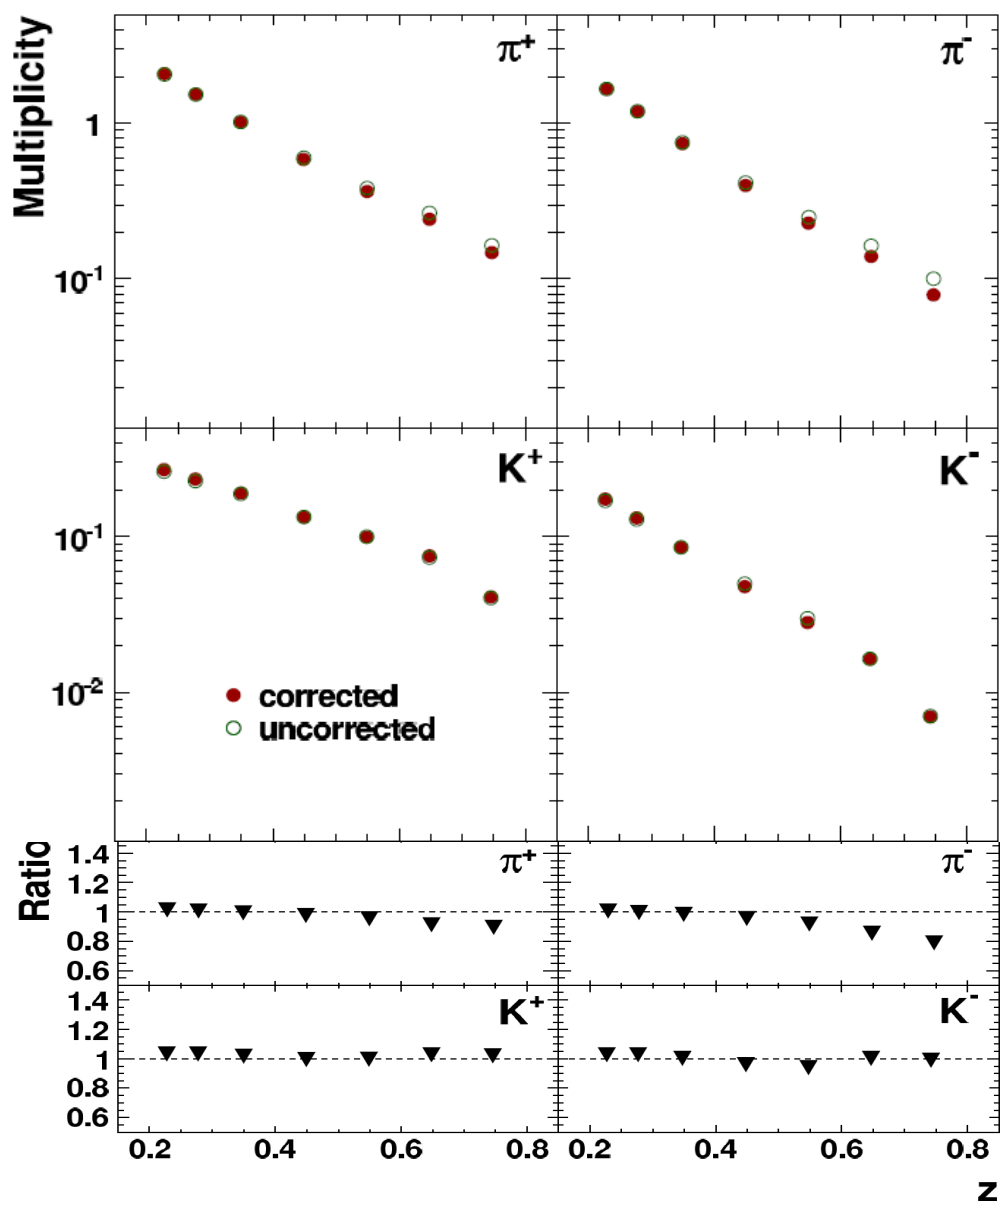 Multiplicity
π+
π-
1
10-1
K+
K-
10-1
10-2
corrected
uncorrected
Ratio
π+
π-
1.4
1.2
1
0.8
0.6
K+
K-
1.4
1.2
1
0.8
0.6
0.2 0.4 0.6 0.8 0.2 0.4 0.6 0.8
z